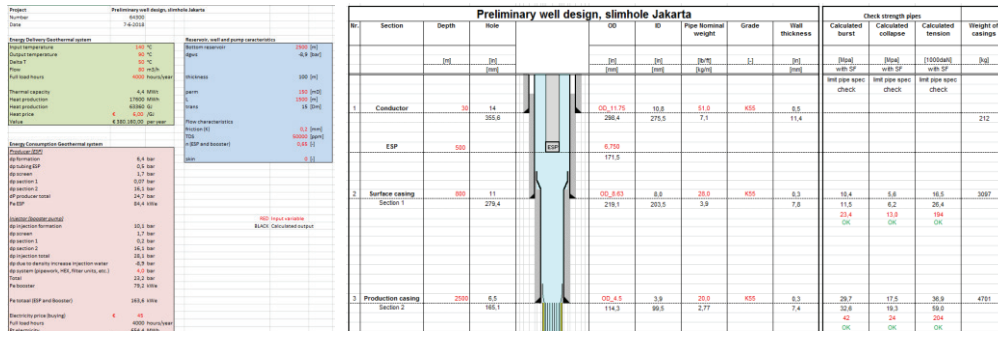 Project Preliminary well design, slimhole Jakarta
Number 64300
Date 7-6-2018
Energy Delivery Geothermal system
Input temperature 140 °C
Output temperature 90 °C
Delta T 50 °C
Flow 80 m3/h
Full load hours 4000 hours/year
Thermal capacity 4,4 MWth
Heat production 17600 MWth
Heat production 63360 GJ
Heat price € 6,00 /GJ
Value € 380.160,00 per year
Energy Consumption Geothermal system
Producer (ESP)
dp formation 6,4 bar
dp tubing ESP 0,5 bar
dp screen 1,7 bar
dp section 1 0,07 bar
dp section 2 16,1 bar
dP producer total 24,7 bar
Pe ESP 84,4 kWe
Injector (booster pump)
dp injection formation 10,1 bar
dp screen 1,7 bar
dp section 1 0,2 bar
dp section 2 16,1 bar
dp injection total 28,1 bar
dp due to density increase injection water -8,9 bar
dp system (pipework, HEX, filter units, etc.) 4,0 bar
Total 23,2 bar
Pe booster 79,2 kWe
Pe totaal (ESP and Booster) 163,6 kWe
Electricity price (buying) € 45
Full load hours 4000 hours/year
Reservoir, well and pump caracteristics
Bottom reservoir 2500 [m]
dgws -8,9 [bar]
thickness 100 [m]
perm [mD]
L 1500 [m]
trans [Dm]
Flow characteristics
friction (k) 0,2 [mm]
TDS 50000 [ppm]
n (ESP and booster) 0,65 [-]
year 0 [-]
RED Input variable
BLACK Calculated output
Preliminary well design, slimhole Jakarta
Check strength pipes
Nr. Section Depth Hole OD ID Pipe Nominal weight Grade Wall thickness Calculated burst Calculated collapse Calculated tension Weight of casings
[m] [in] [in] [in] [lb/ft] [-] [in] [Mpa] [Mpa] [1000daN] [kg]
[mm] [mm] [mm] [kg/m] [mm] with SF with SF with SF
limit pipe spec limit pipe spec limit pipe spec
check check check
1 Conductor 30 14 OD_11.75 10,8 51,0 K55 0,5
355,6 298,4 275,5 7,1 11,4 212
ESP 500 ESP 6,750
171,5
2 Surface casing 800 11 OD_8.63 8,0 28,0 K55 0,3 10,4 5,6 16,5 3097
Section 1 279,4 219,1 203,5 3,9 7,8 11,5 6,2 26,4
23,4 13,0 194
OK OK OK
3 Production casing 2500 6,5 OD_4.5 3,9 20,0 K55 0,3 29,7 17,5 36,9 4701
Section 2 165,1 114,3 99,5 2,77 7,4 32,6 19,3 59,0
42 24 204
OK OK OK